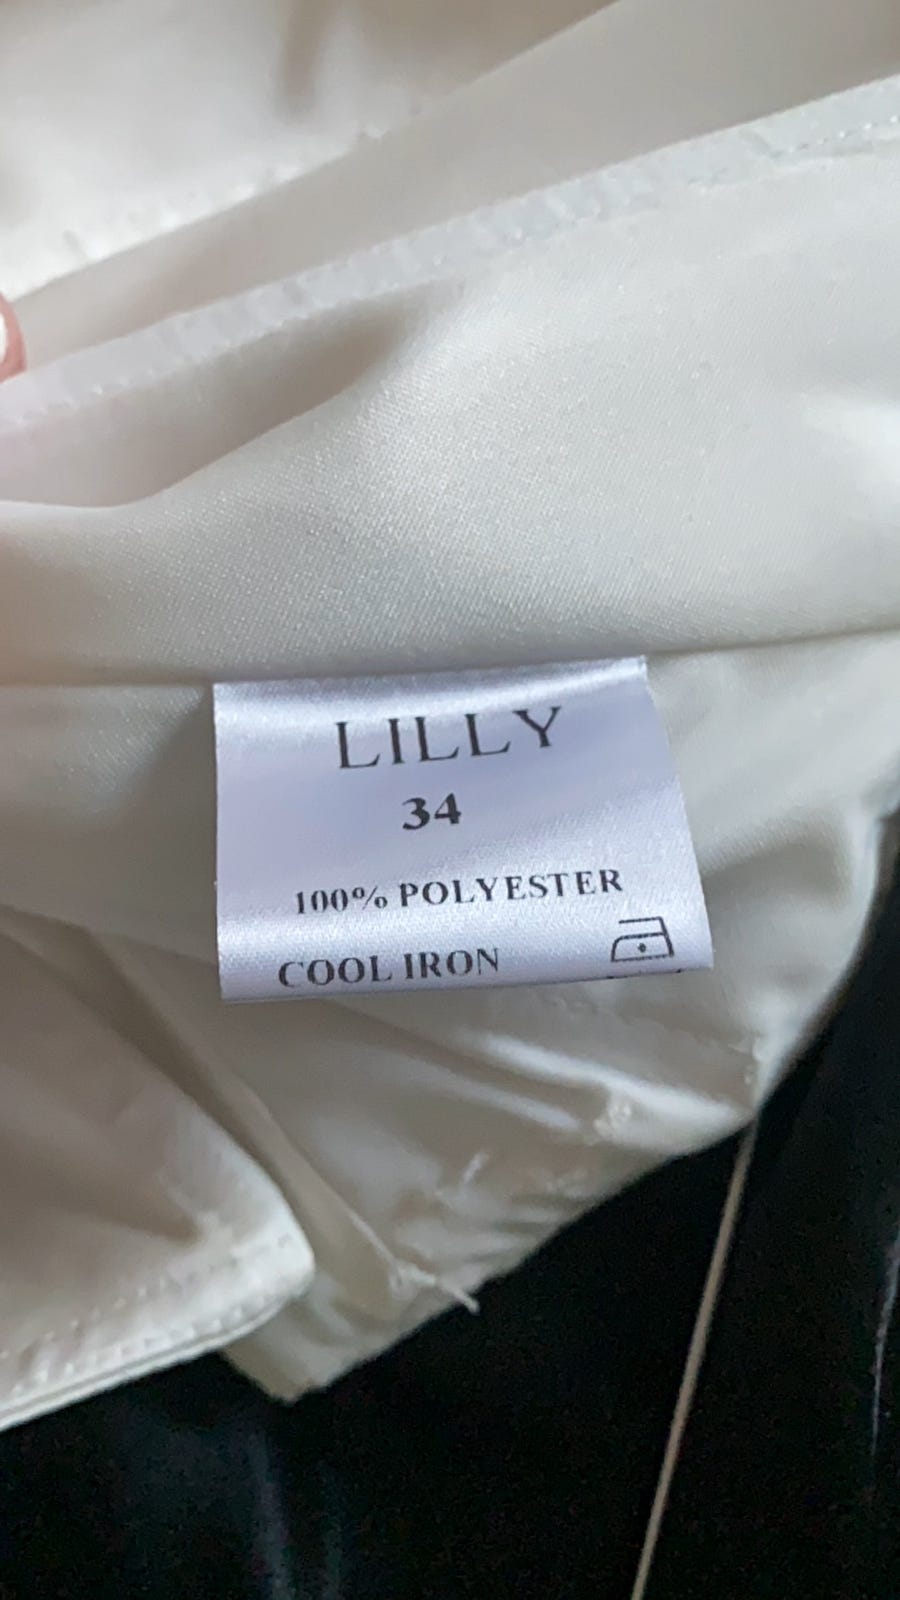 LILLY
34
100% POLYESTER
COOL IRON